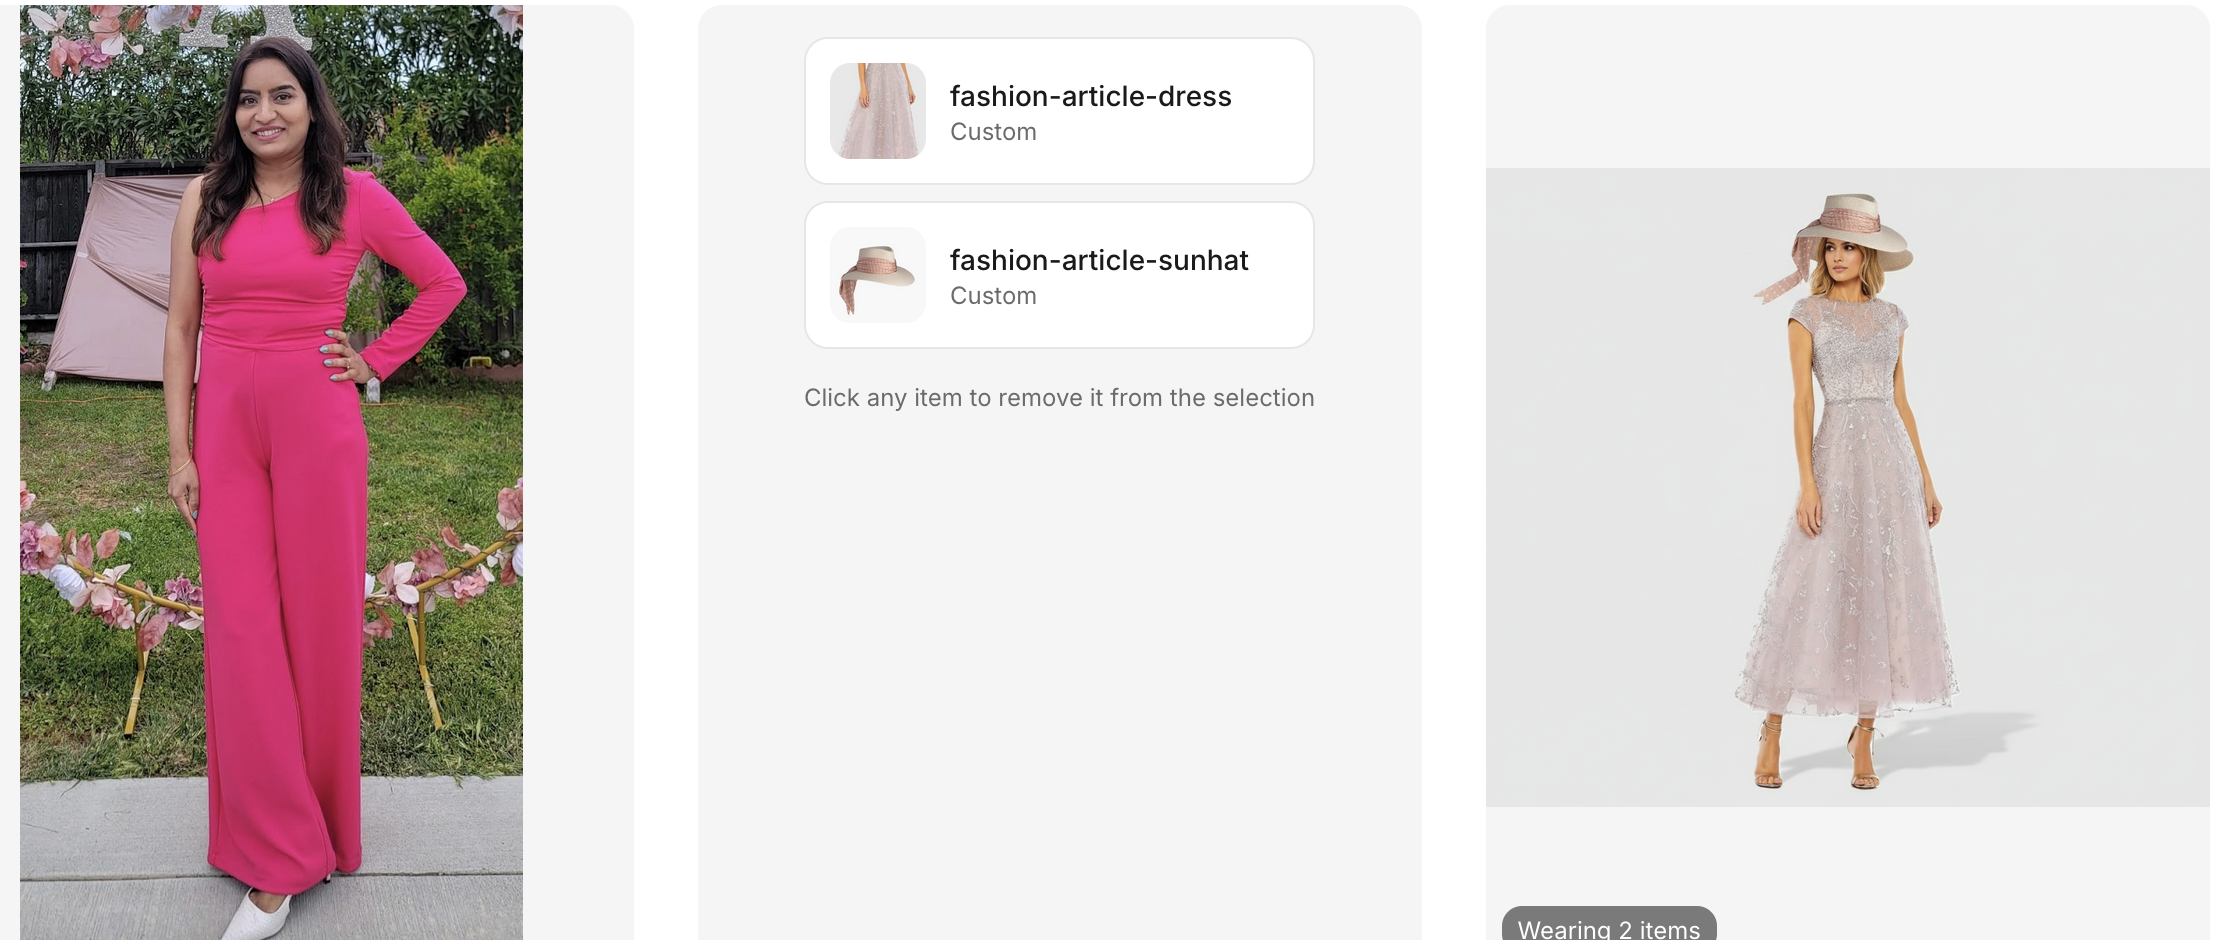 A
fashion-article-dress
Custom
fashion-article-sunhat
Custom
Click any item to remove it from the selection
Wearing 2 items